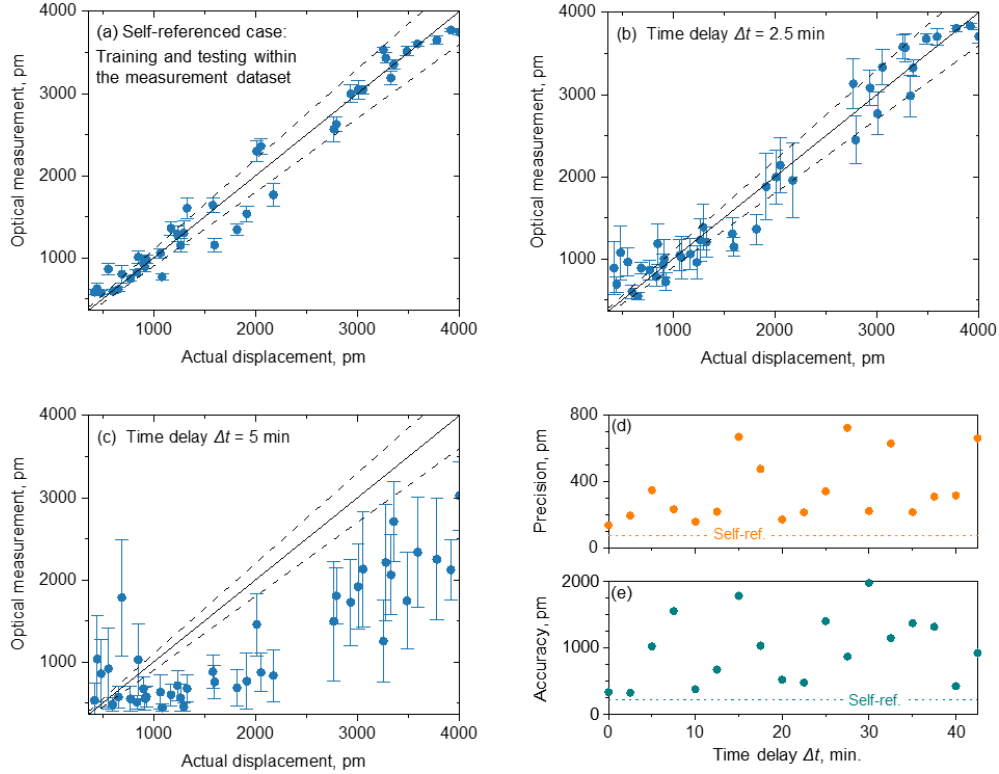 (a) Self-referenced case:
Training and testing within
the measurement dataset
4000
3000
2000
1000
Optical measurement, pm
1000 2000 3000 4000
Actual displacement, pm
(b) Time delay Δt = 2.5 min
4000
3000
2000
1000
Optical measurement, pm
1000 2000 3000 4000
Actual displacement, pm
(c) Time delay Δt = 5 min
4000
3000
2000
1000
Optical measurement, pm
1000 2000 3000 4000
Actual displacement, pm
(d)
800
400
0
Precision, pm
Self-ref.
(e)
2000
1000
0
Accuracy, pm
Self-ref.
0 10 20 30 40
Time delay Δt, min.